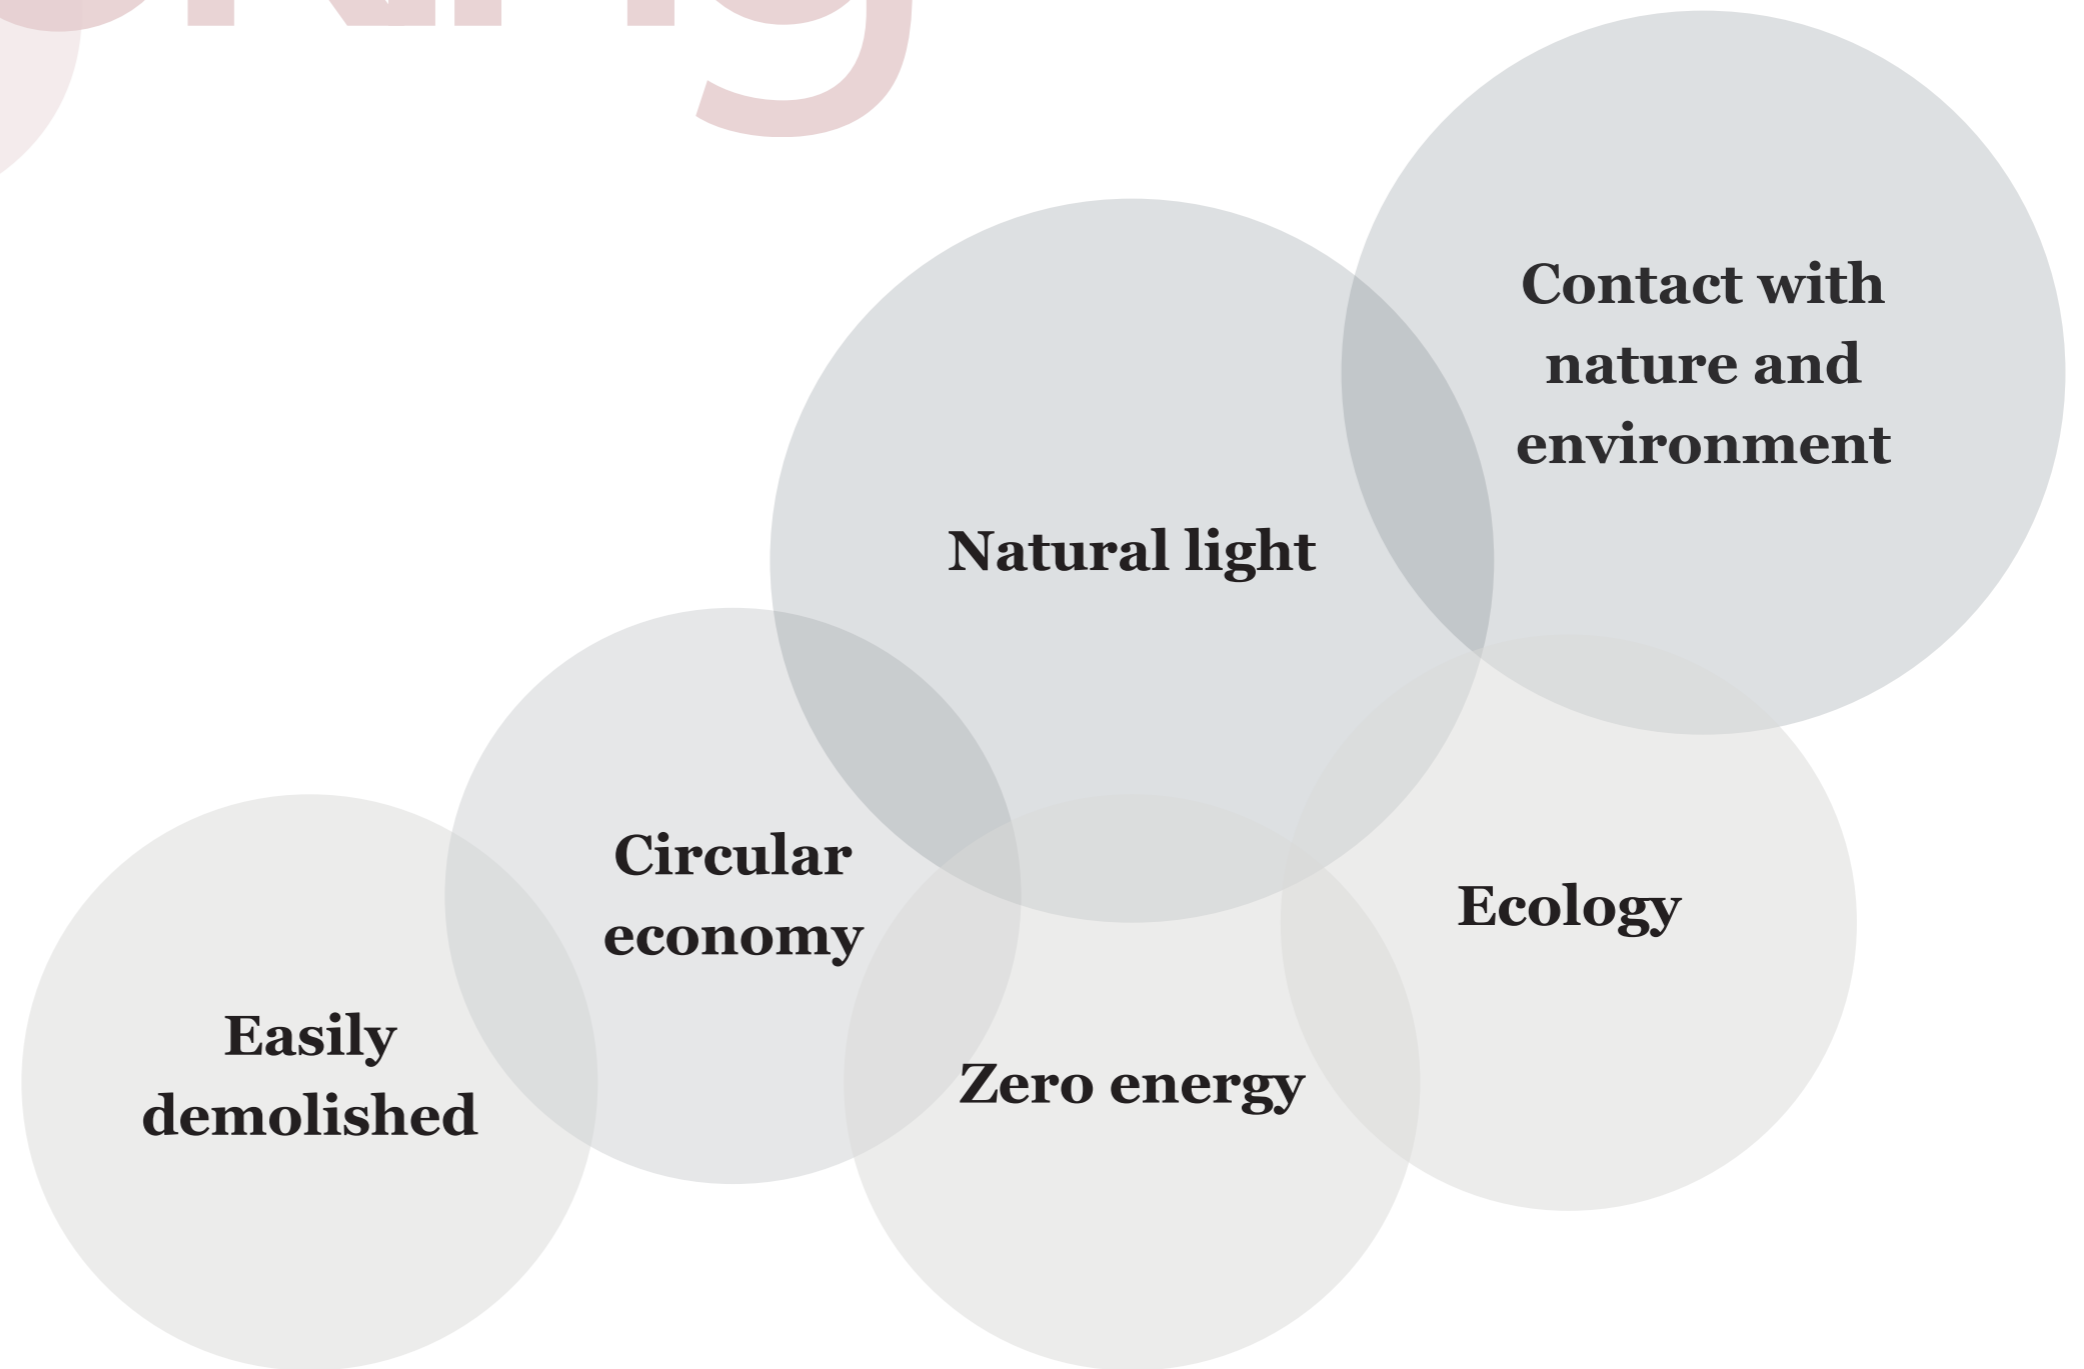 Contact with
nature and
environment
Natural light
Circular
economy
Ecology
Easily
demolished
Zero energy